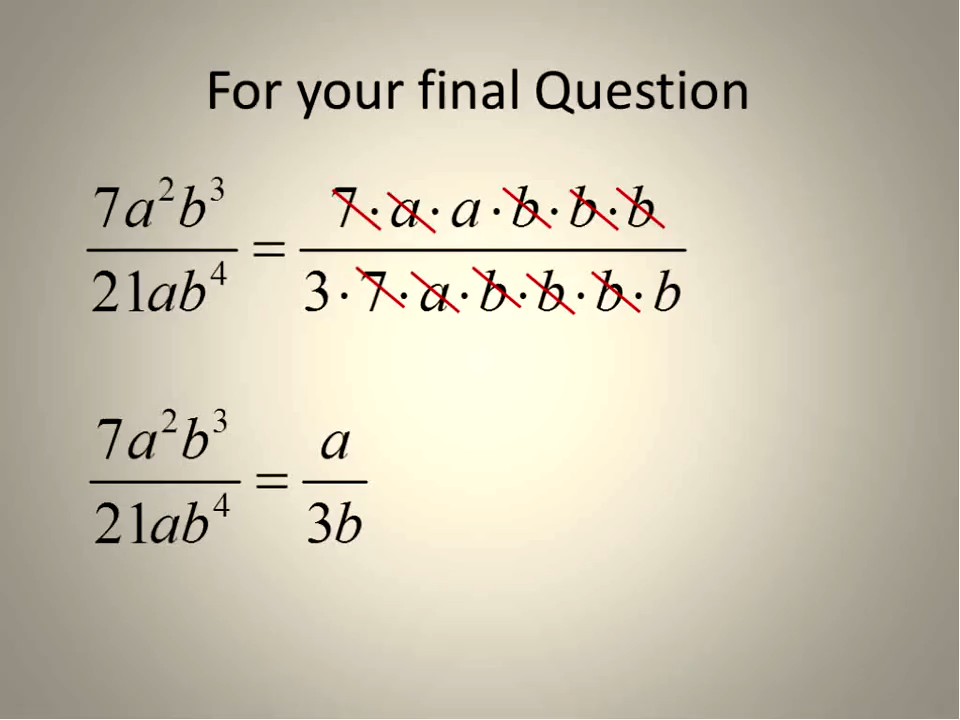 For your final Question
7a²b³ / 21ab⁴ = 7·a·a·b·b·b / 3·7·a·b·b·b·b
7a²b³ / 21ab⁴ = a / 3b